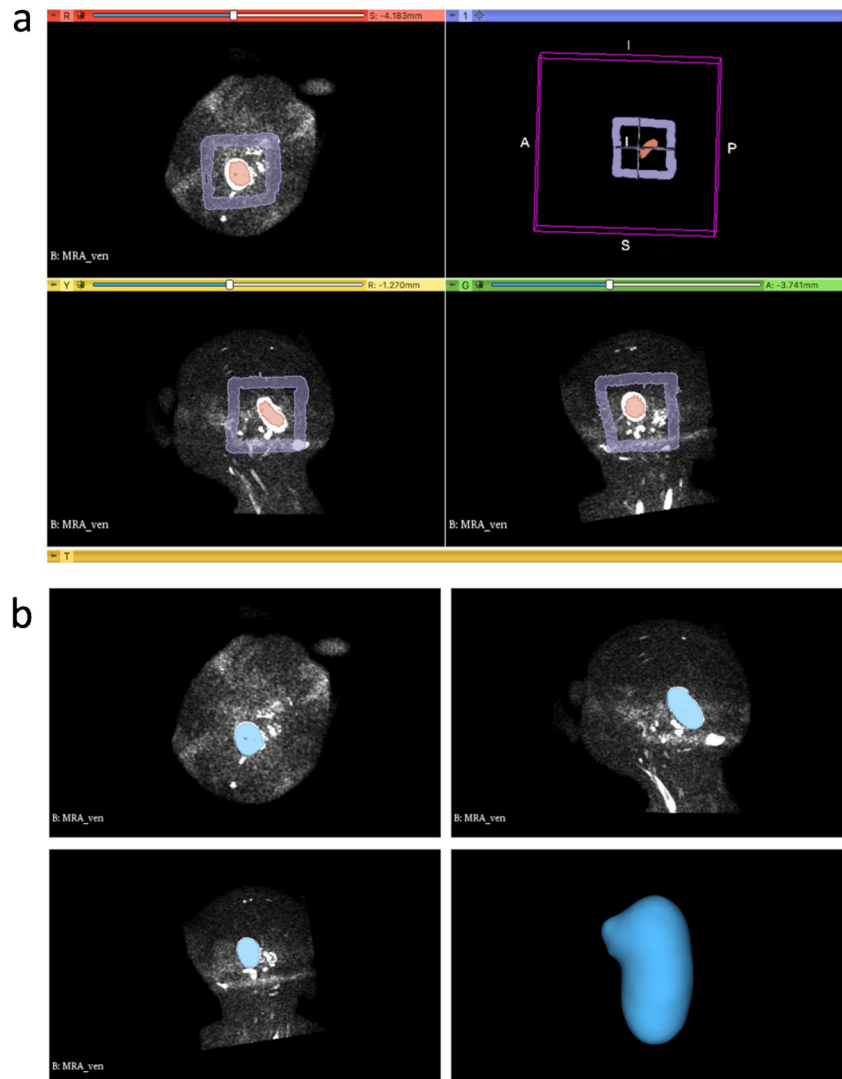 a
R S: -4.183mm
1
I
A I P
S
B: MRA_ven
Y R: -1.270mm
G A: -3.741mm
B: MRA_ven
B: MRA_ven
T
b
B: MRA_ven
B: MRA_ven
B: MRA_ven